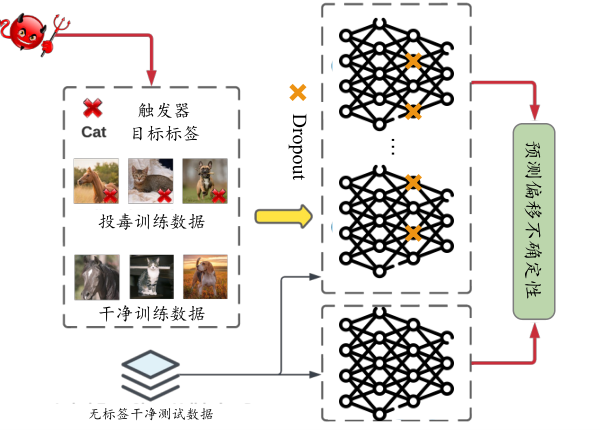 触发器
Cat 目标标签
投毒训练数据
干净训练数据
无标签干净测试数据
Dropout
...
预测偏移不确定性